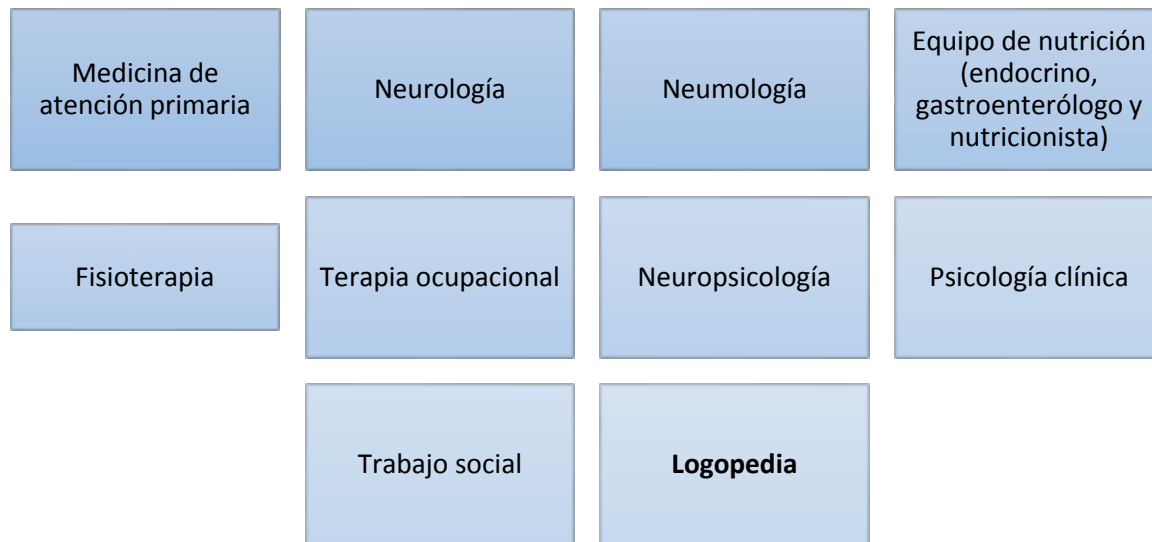 Medicina de
atención primaria
Neurología
Neumología
Equipo de nutrición
(endocrino,
gastroenterólogo y
nutricionista)
Fisioterapia
Terapia ocupacional
Neuropsicología
Psicología clínica
Trabajo social
Logopedia